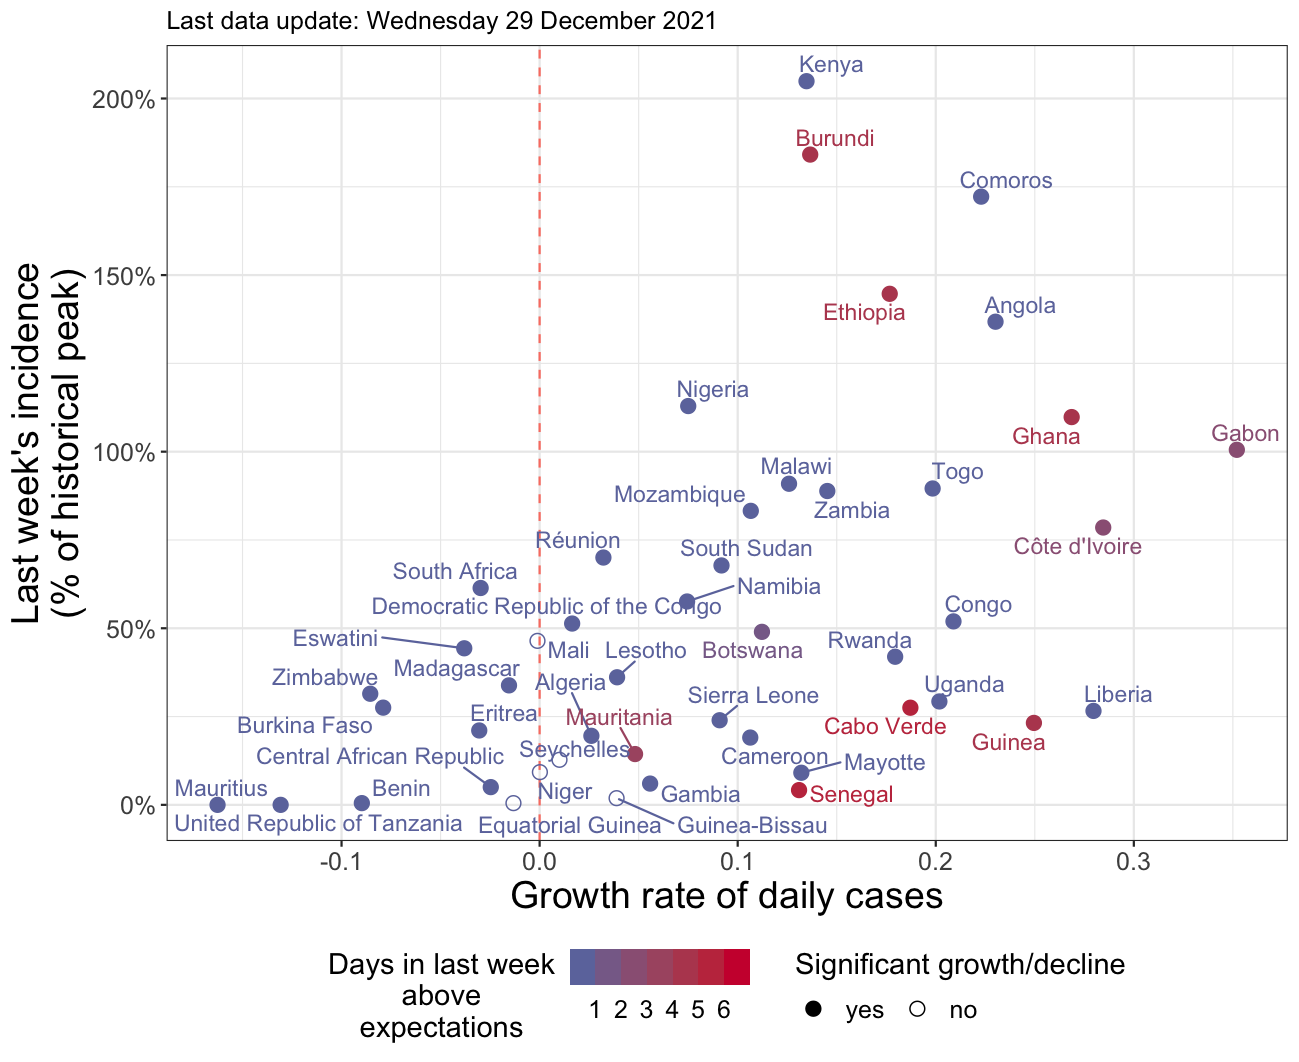 Last data update: Wednesday 29 December 2021
Last week's incidence
(% of historical peak)
200%
150%
100%
50%
0%
Kenya
Burundi
Comoros
Ethiopia
Angola
Nigeria
Ghana
Gabon
Malawi
Togo
Mozambique
Zambia
Réunion
South Sudan
Côte d'Ivoire
South Africa
Namibia
Democratic Republic of the Congo
Congo
Eswatini
Mali
Lesotho
Botswana
Rwanda
Zimbabwe
Madagascar
Algeria
Uganda
Sierra Leone
Liberia
Burkina Faso
Eritrea
Mauritania
Cabo Verde
Guinea
Central African Republic
Seychelles
Cameroon
Mayotte
Mauritius
Benin
Niger
Gambia
Senegal
United Republic of Tanzania
Equatorial Guinea
Guinea-Bissau
-0.1
0.0
0.1
0.2
0.3
Growth rate of daily cases
Days in last week
above
expectations
1 2 3 4 5 6
Significant growth/decline
yes
no